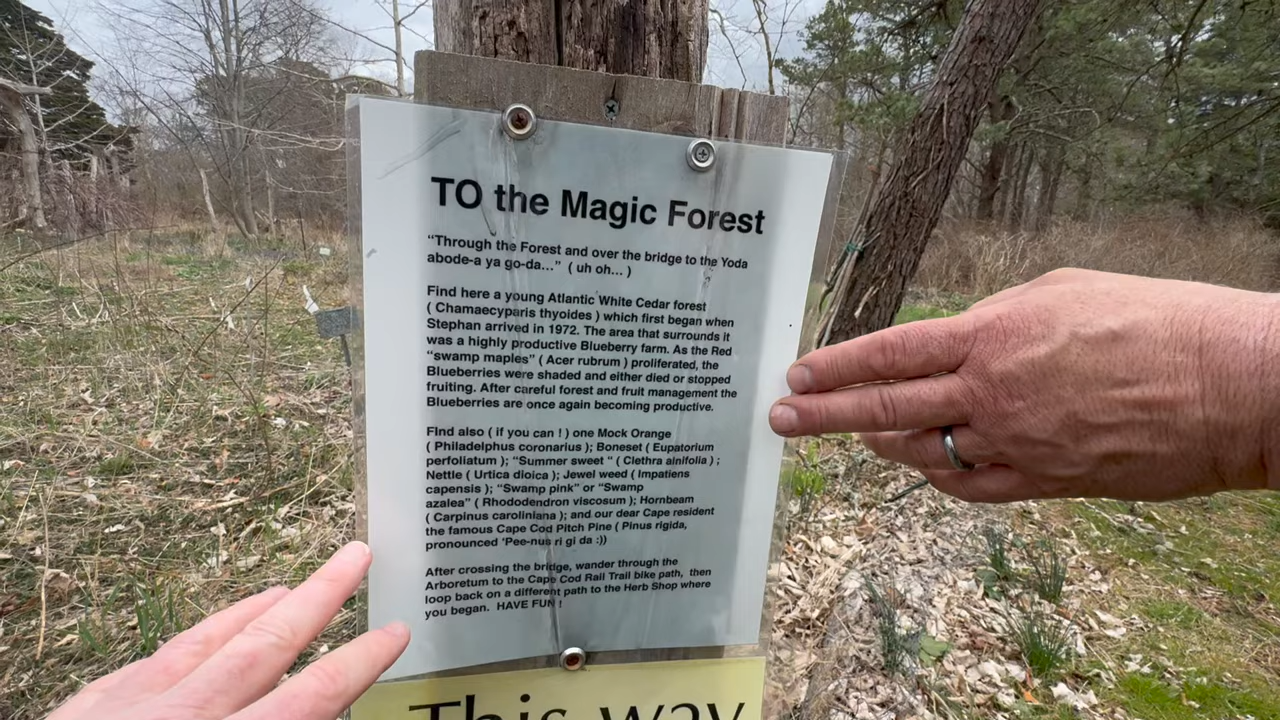 TO the Magic Forest
“Through the Forest and over the bridge to the Yoda
abode-a ya go-da...” ( uh oh... )
Find here a young Atlantic White Cedar forest
( Chamaecyparis thyoides ) which first began when
Stephan arrived in 1972. The area that surrounds it
was a highly productive Blueberry farm. As the Red
“swamp maples” ( Acer rubrum ) proliferated, the
Blueberries were shaded and either died or stopped
fruiting. After careful forest and fruit management the
Blueberries are once again becoming productive.
Find also ( if you can ! ) one Mock Orange
( Philadelphus coronarius ); Boneset ( Eupatorium
perfoliatum ); “Summer sweet “ ( Clethra alnifolia ) ;
Nettle ( Urtica dioica ); Jewel weed ( Impatiens
capensis ); “Swamp pink” or “Swamp
azalea” ( Rhododendron viscosum ); Hornbeam
( Carpinus caroliniana ); and our dear Cape resident
the famous Cape Cod Pitch Pine ( Pinus rigida,
pronounced 'Pee-nus ri gi da :))
After crossing the bridge, wander through the
Arboretum to the Cape Cod Rail Trail bike path, then
loop back on a different path to the Herb Shop where
you began. HAVE FUN !
This way